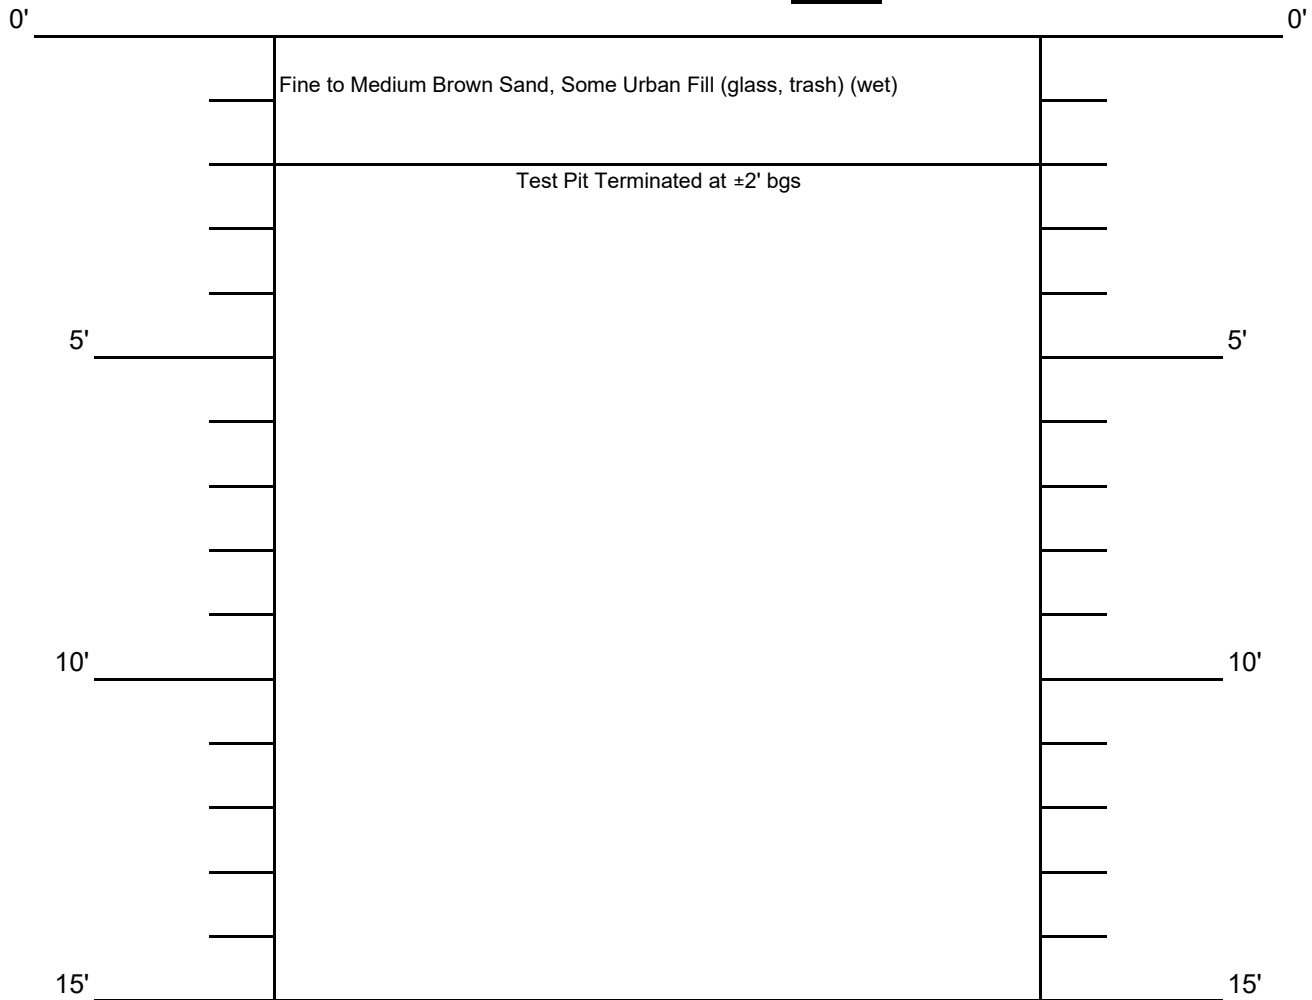 0' 0'
Fine to Medium Brown Sand, Some Urban Fill (glass, trash) (wet)
Test Pit Terminated at ±2' bgs
5' 5'
10' 10'
15' 15'